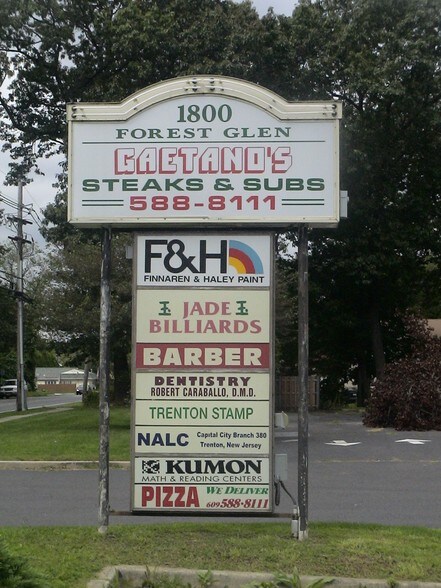 1800
FOREST GLEN
GAETANO'S
STEAKS & SUBS
588-8111
F&H
FINNAREN & HALEY PAINT
JADE
BILLIARDS
BARBER
DENTISTRY
ROBERT CARABALLO, D.M.D.
TRENTON STAMP
NALC Capital City Branch 380
Trenton, New Jersey
KUMON
MATH & READING CENTERS
PIZZA WE DELIVER
609 588-8111